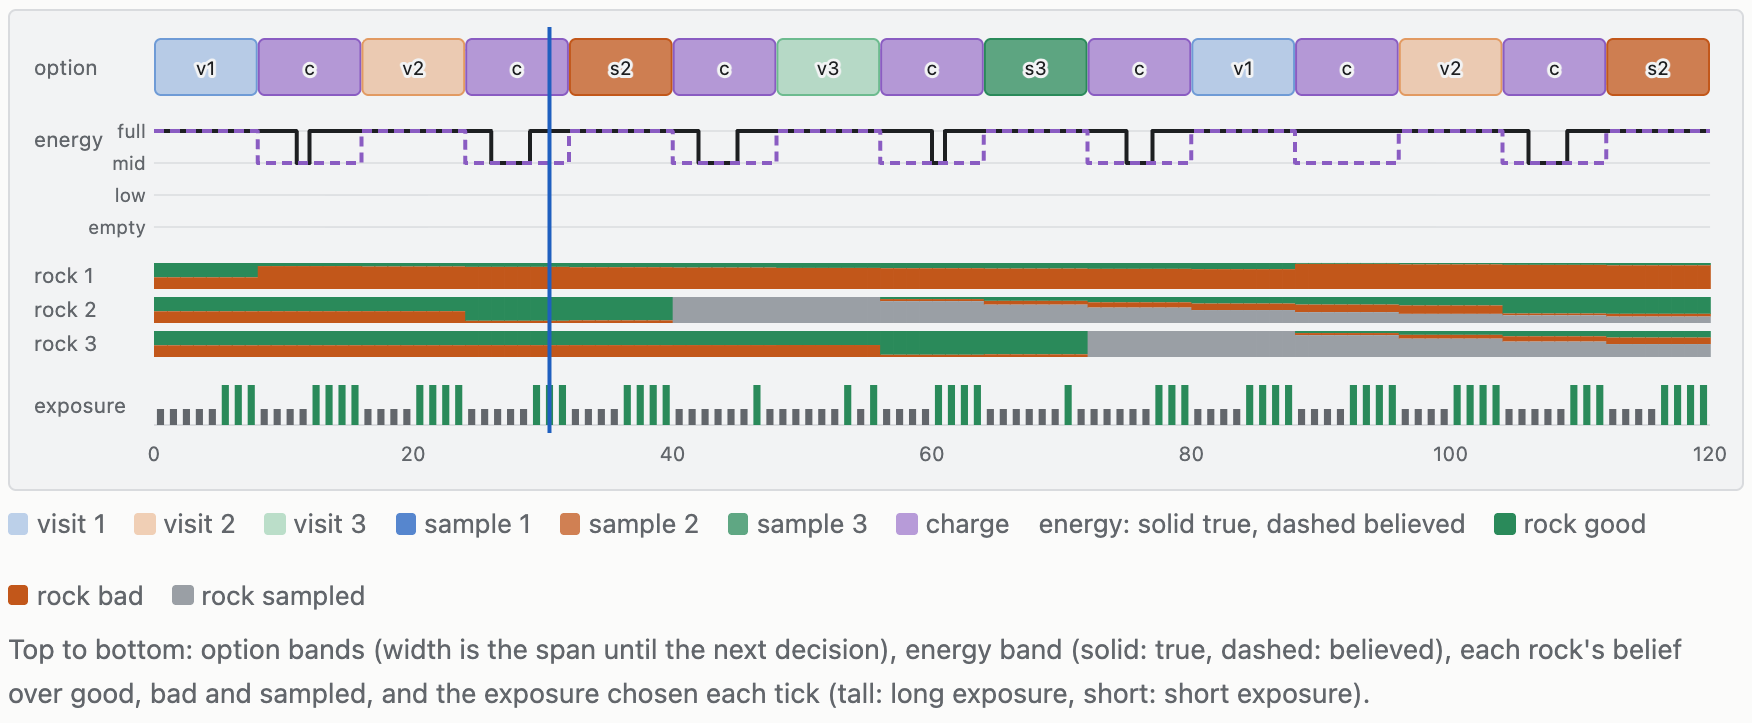 option v1 c v2 c s2 c v3 c s3 c v1 c v2 c s2
energy full
mid
low
empty
rock 1
rock 2
rock 3
exposure
0 20 40 60 80 100 120
visit 1 visit 2 visit 3 sample 1 sample 2 sample 3 charge energy: solid true, dashed believed rock good
rock bad rock sampled
Top to bottom: option bands (width is the span until the next decision), energy band (solid: true, dashed: believed), each rock's belief
over good, bad and sampled, and the exposure chosen each tick (tall: long exposure, short: short exposure).